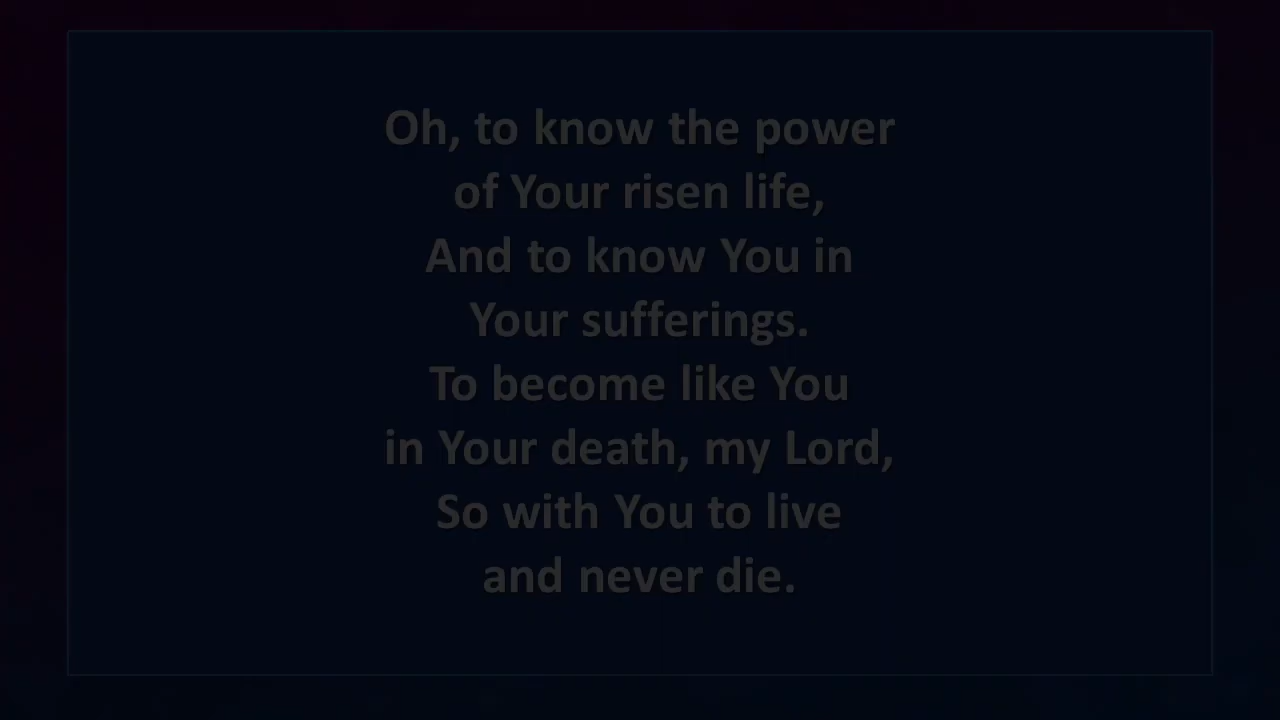 Oh, to know the power
of Your risen life,
And to know You in
Your sufferings.
To become like You
in Your death, my Lord,
So with You to live
and never die.